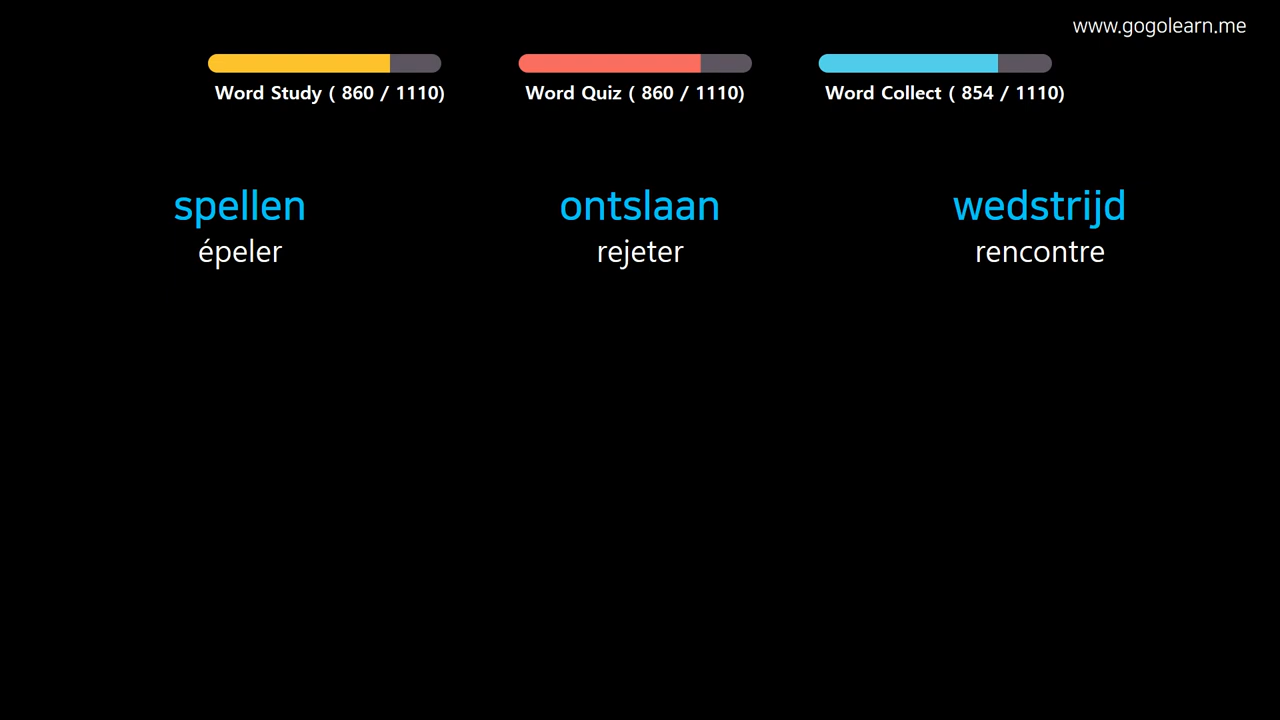 www.gogolearn.me
Word Study ( 860 / 1110)
Word Quiz ( 860 / 1110)
Word Collect ( 854 / 1110)
spellen
épeler
ontslaan
rejeter
wedstrijd
rencontre